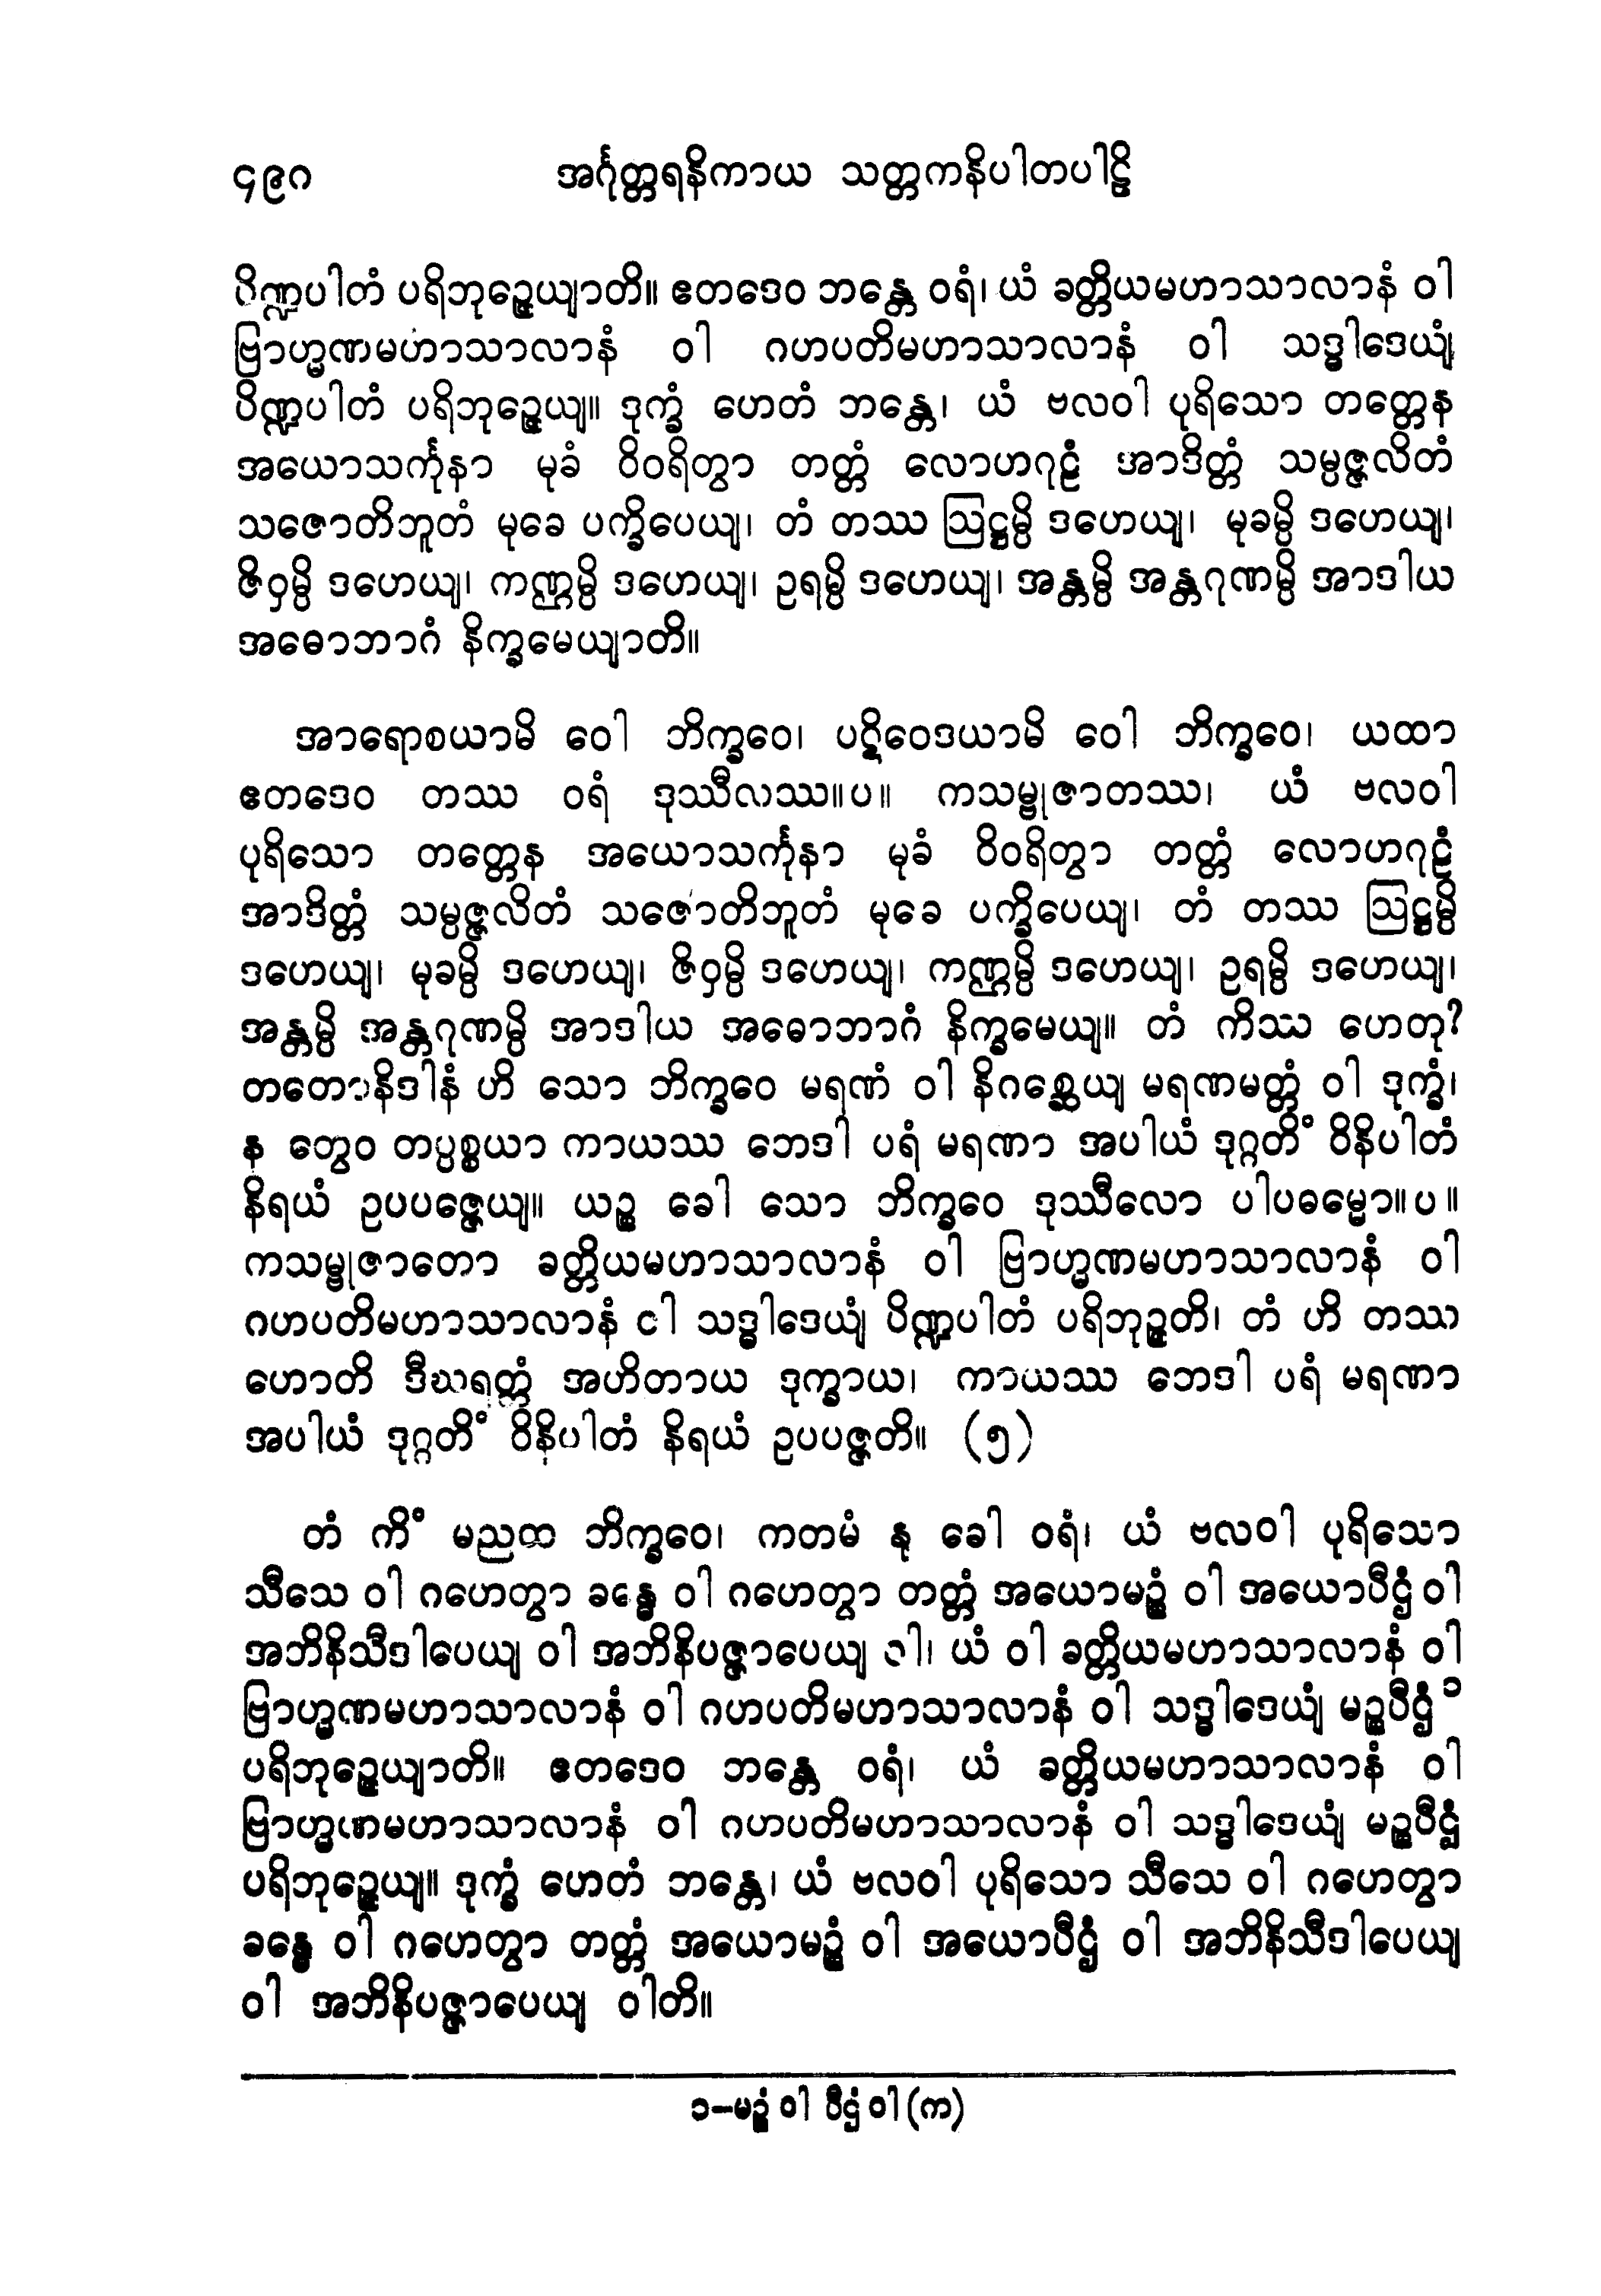 ၄၉၀ အင်္ဂုတ္တရနိကာယ သတ္တကနိပါတပါဠိ
ပိဏ္ဍပါတံ ပရိဘုဉ္ဇေယျာတိ။ ဧတဒေဝ ဘန္တေ ဝရံ၊ ယံ ခတ္တိယမဟာသာလာနံ ဝါ
ဗြာဟ္မဏမဟာသာလာနံ ဝါ ဂဟပတိမဟာသာလာနံ ဝါ သဒ္ဓါဒေယျံ
ပိဏ္ဍပါတံ ပရိဘုဉ္ဇေယျ။ ဒုက္ခံ ဟေတံ ဘန္တေ၊ ယံ ဗလဝါ ပုရိသော တတ္တေန
အယောသင်္ကုနာ မုခံ ဝိဝရိတွာ တတ္တံ လောဟဂုဠံ အာဒိတ္တံ သမ္ပဇ္ဇလိတံ
သဇောတိဘူတံ မုခေ ပက္ခိပေယျ၊ တံ တဿ ဩဋ္ဌမ္ပိ ဒဟေယျ၊ မုခမ္ပိ ဒဟေယျ၊
ဇိဝှမ္ပိ ဒဟေယျ၊ ကဏ္ဌမ္ပိ ဒဟေယျ၊ ဥရမ္ပိ ဒဟေယျ၊ အန္တမ္ပိ အန္တဂုဏမ္ပိ အာဒါယ
အဓောဘာဂံ နိက္ခမေယျာတိ။
အာရောစယာမိ ဝေါ ဘိက္ခဝေ၊ ပဋိဝေဒယာမိ ဝေါ ဘိက္ခဝေ၊ ယထာ
ဧတဒေဝ တဿ ဝရံ ဒုဿီလဿ။ပ။ ကသမ္ဗုဇာတဿ၊ ယံ ဗလဝါ
ပုရိသော တတ္တေန အယောသင်္ကုနာ မုခံ ဝိဝရိတွာ တတ္တံ လောဟဂုဠံ
အာဒိတ္တံ သမ္ပဇ္ဇလိတံ သဇောတိဘူတံ မုခေ ပက္ခိပေယျ၊ တံ တဿ ဩဋ္ဌမ္ပိ
ဒဟေယျ၊ မုခမ္ပိ ဒဟေယျ၊ ဇိဝှမ္ပိ ဒဟေယျ၊ ကဏ္ဌမ္ပိ ဒဟေယျ၊ ဥရမ္ပိ ဒဟေယျ၊
အန္တမ္ပိ အန္တဂုဏမ္ပိ အာဒါယ အဓောဘာဂံ နိက္ခမေယျ။ တံ ကိဿ ဟေတု?
တတောနိဒါနံ ဟိ သော ဘိက္ခဝေ မရဏံ ဝါ နိဂစ္ဆေယျ မရဏမတ္တံ ဝါ ဒုက္ခံ၊
န တွေဝ တပ္ပစ္စယာ ကာယဿ ဘေဒါ ပရံ မရဏာ အပါယံ ဒုဂ္ဂတိံ ဝိနိပါတံ
နိရယံ ဥပပဇ္ဇေယျ။ ယဉ္စ ခေါ သော ဘိက္ခဝေ ဒုဿီလော ပါပဓမ္မော။ပ။
ကသမ္ဗုဇာတော ခတ္တိယမဟာသာလာနံ ဝါ ဗြာဟ္မဏမဟာသာလာနံ ဝါ
ဂဟပတိမဟာသာလာနံ ဝါ သဒ္ဓါဒေယျံ ပိဏ္ဍပါတံ ပရိဘုဉ္ဇတိ၊ တံ ဟိ တဿ
ဟောတိ ဒီဃရတ္တံ အဟိတာယ ဒုက္ခာယ၊ ကာယဿ ဘေဒါ ပရံ မရဏာ
အပါယံ ဒုဂ္ဂတိံ ဝိနိပါတံ နိရယံ ဥပပဇ္ဇတိ။ (၅)
တံ ကိံ မညထ ဘိက္ခဝေ၊ ကတမံ နု ခေါ ဝရံ၊ ယံ ဗလဝါ ပုရိသော
သီသေ ဝါ ဂဟေတွာ ခန္ဓေ ဝါ ဂဟေတွာ တတ္တံ အယောမဉ္စံ ဝါ အယောပီဌံ ဝါ
အဘိနိသီဒါပေယျ ဝါ အဘိနိပဇ္ဇာပေယျ ဝါ၊ ယံ ဝါ ခတ္တိယမဟာသာလာနံ ဝါ
ဗြာဟ္မဏမဟာသာလာနံ ဝါ ဂဟပတိမဟာသာလာနံ ဝါ သဒ္ဓါဒေယျံ မဉ္စပီဌံ ၁
ပရိဘုဉ္ဇေယျာတိ။ ဧတဒေဝ ဘန္တေ ဝရံ၊ ယံ ခတ္တိယမဟာသာလာနံ ဝါ
ဗြာဟ္မဏမဟာသာလာနံ ဝါ ဂဟပတိမဟာသာလာနံ ဝါ သဒ္ဓါဒေယျံ မဉ္စပီဌံ
ပရိဘုဉ္ဇေယျ။ ဒုက္ခံ ဟေတံ ဘန္တေ၊ ယံ ဗလဝါ ပုရိသော သီသေ ဝါ ဂဟေတွာ
ခန္ဓေ ဝါ ဂဟေတွာ တတ္တံ အယောမဉ္စံ ဝါ အယောပီဌံ ဝါ အဘိနိသီဒါပေယျ
ဝါ အဘိနိပဇ္ဇာပေယျ ဝါတိ။
၁–မဉ္စံ ဝါ ပီဌံ ဝါ (က)